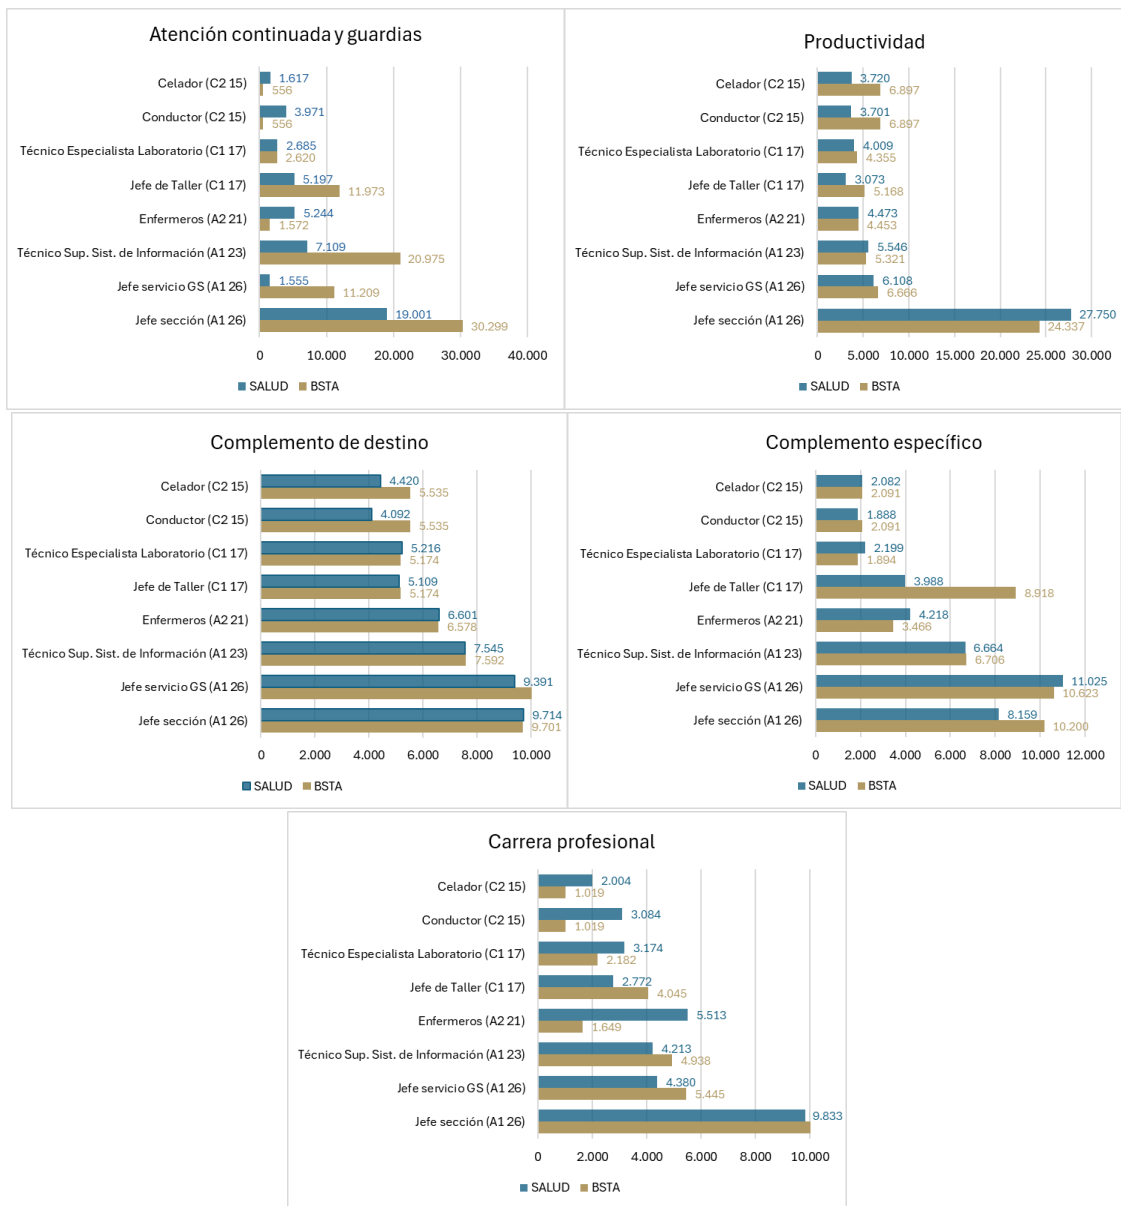 Atención continuada y guardias
Celador (C2 15)
1.617
556
Conductor (C2 15)
3.971
556
Técnico Especialista Laboratorio (C1 17)
2.685
2.620
Jefe de Taller (C1 17)
5.197
11.973
Enfermeros (A2 21)
5.244
1.572
Técnico Sup. Sist. de Información (A1 23)
7.109
20.975
Jefe servicio GS (A1 26)
1.555
11.209
Jefe sección (A1 26)
19.001
30.299
0 10.000 20.000 30.000 40.000
SALUD BSTA
Productividad
Celador (C2 15)
3.720
6.897
Conductor (C2 15)
3.701
6.897
Técnico Especialista Laboratorio (C1 17)
4.009
4.355
Jefe de Taller (C1 17)
3.073
5.168
Enfermeros (A2 21)
4.473
4.453
Técnico Sup. Sist. de Información (A1 23)
5.546
5.321
Jefe servicio GS (A1 26)
6.108
6.666
Jefe sección (A1 26)
27.750
24.337
0 5.000 10.000 15.000 20.000 25.000 30.000
SALUD BSTA
Complemento de destino
Celador (C2 15)
4.420
5.535
Conductor (C2 15)
4.092
5.535
Técnico Especialista Laboratorio (C1 17)
5.216
5.174
Jefe de Taller (C1 17)
5.109
5.174
Enfermeros (A2 21)
6.601
6.578
Técnico Sup. Sist. de Información (A1 23)
7.545
7.592
Jefe servicio GS (A1 26)
9.391
Jefe sección (A1 26)
9.714
9.701
0 2.000 4.000 6.000 8.000 10.000
SALUD BSTA
Complemento específico
Celador (C2 15)
2.082
2.091
Conductor (C2 15)
1.888
2.091
Técnico Especialista Laboratorio (C1 17)
2.199
1.894
Jefe de Taller (C1 17)
3.988
8.918
Enfermeros (A2 21)
4.218
3.466
Técnico Sup. Sist. de Información (A1 23)
6.664
6.706
Jefe servicio GS (A1 26)
11.025
10.623
Jefe sección (A1 26)
8.159
10.200
0 2.000 4.000 6.000 8.000 10.000 12.000
SALUD BSTA
Carrera profesional
Celador (C2 15)
2.004
1.019
Conductor (C2 15)
3.084
1.019
Técnico Especialista Laboratorio (C1 17)
3.174
2.182
Jefe de Taller (C1 17)
2.772
4.045
Enfermeros (A2 21)
5.513
1.649
Técnico Sup. Sist. de Información (A1 23)
4.213
4.938
Jefe servicio GS (A1 26)
4.380
5.445
Jefe sección (A1 26)
9.833
0 2.000 4.000 6.000 8.000 10.000
SALUD BSTA